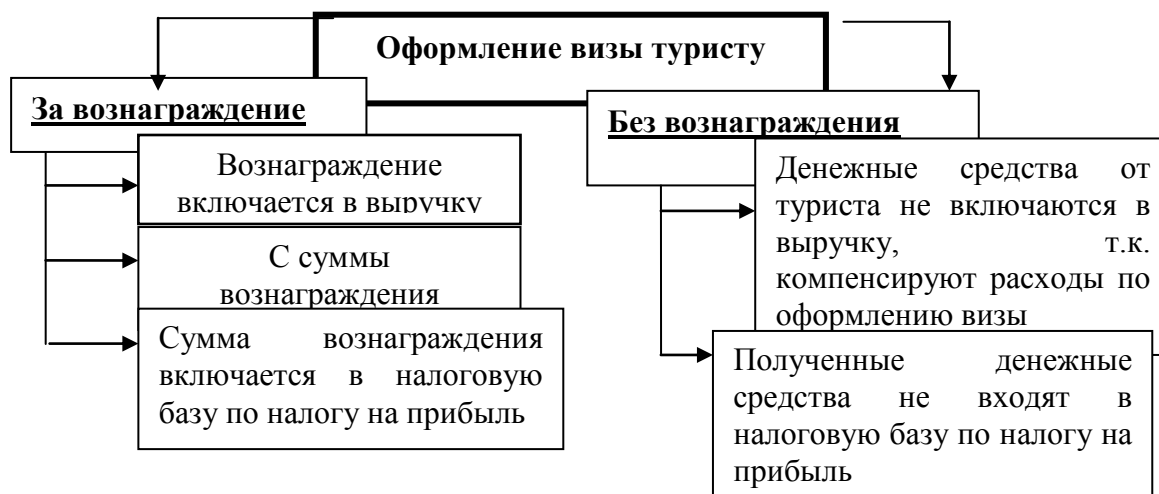 Оформление визы туристу
За вознаграждение
Вознаграждение
включается в выручку
С суммы
вознаграждения
Сумма вознаграждения
включается в налоговую
базу по налогу на прибыль
Без вознаграждения
Денежные средства от
туриста не включаются в
выручку, т.к.
компенсируют расходы по
оформлению визы
Полученные денежные
средства не входят в
налоговую базу по налогу на
прибыль